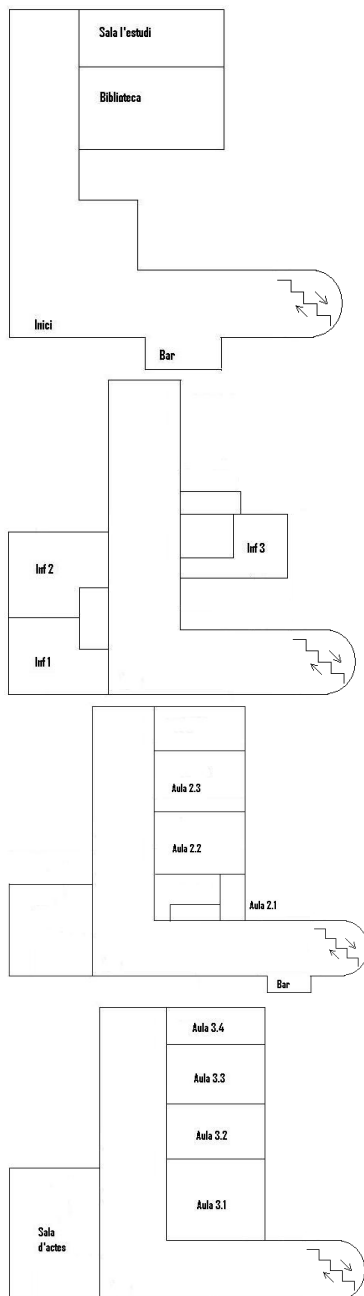 Sala l'estudi
Biblioteca
Inici
Bar
Inf 3
Inf 2
Inf 1
Aula 2.3
Aula 2.2
Aula 2.1
Bar
Aula 3.4
Aula 3.3
Aula 3.2
Aula 3.1
Sala
d'actes